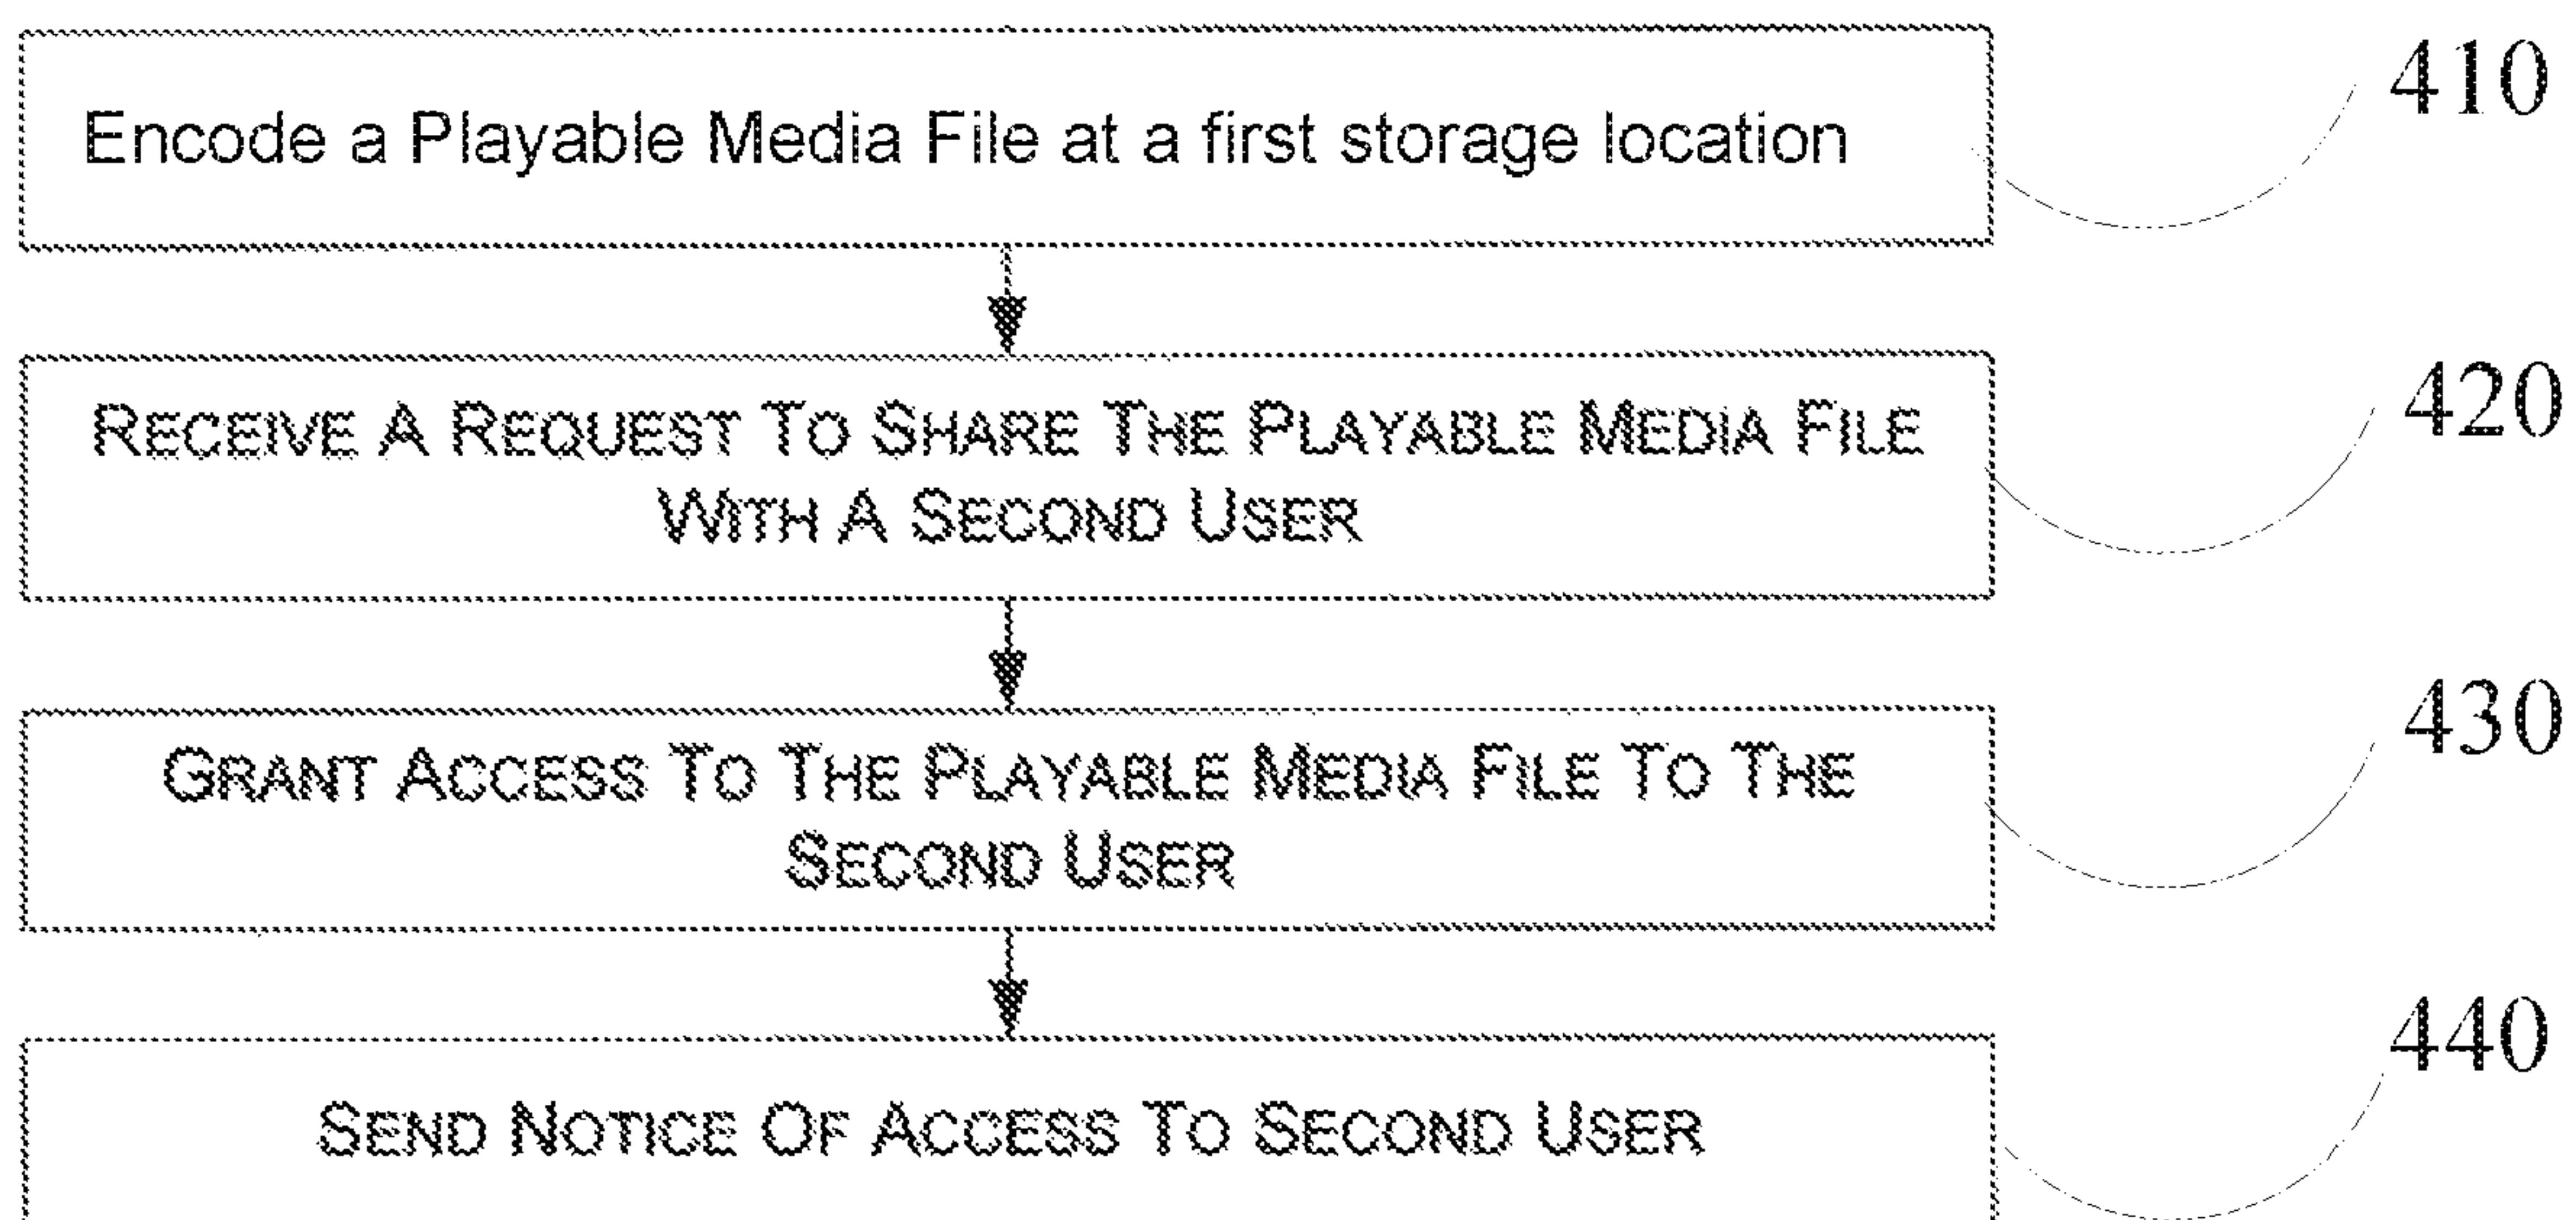 Encode a Playable Media File at a first storage location
410
RECEIVE A REQUEST TO SHARE THE PLAYABLE MEDIA FILE
WITH A SECOND USER
420
GRANT ACCESS TO THE PLAYABLE MEDIA FILE TO THE
SECOND USER
430
SEND NOTICE OF ACCESS TO SECOND USER
440